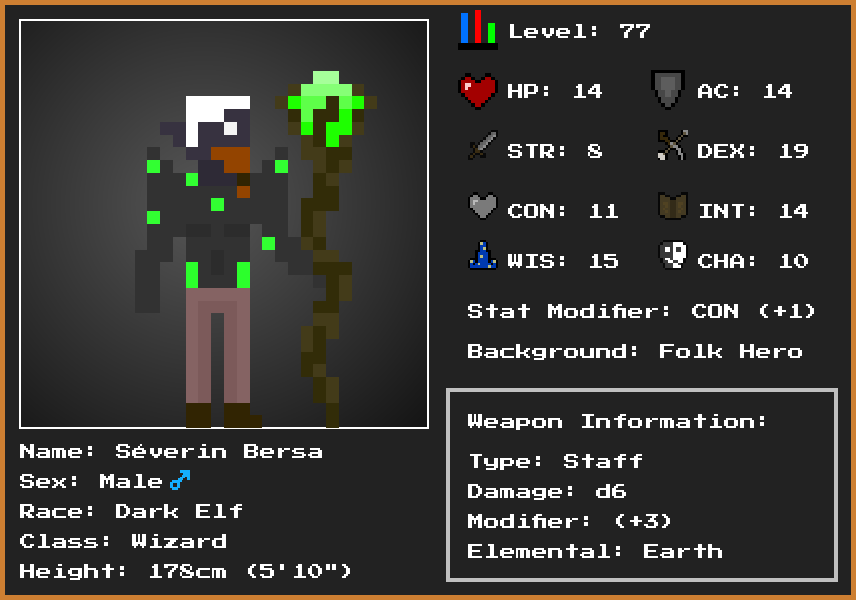 Level: 77
HP: 14
AC: 14
STR: 8
DEX: 19
CON: 11
INT: 14
WIS: 15
CHA: 10
Stat Modifier: CON (+1)
Background: Folk Hero
Weapon Information:
Type: Staff
Damage: d6
Modifier: (+3)
Elemental: Earth
Name: Séverin Bersa
Sex: Male♂
Race: Dark Elf
Class: Wizard
Height: 178cm (5'10")